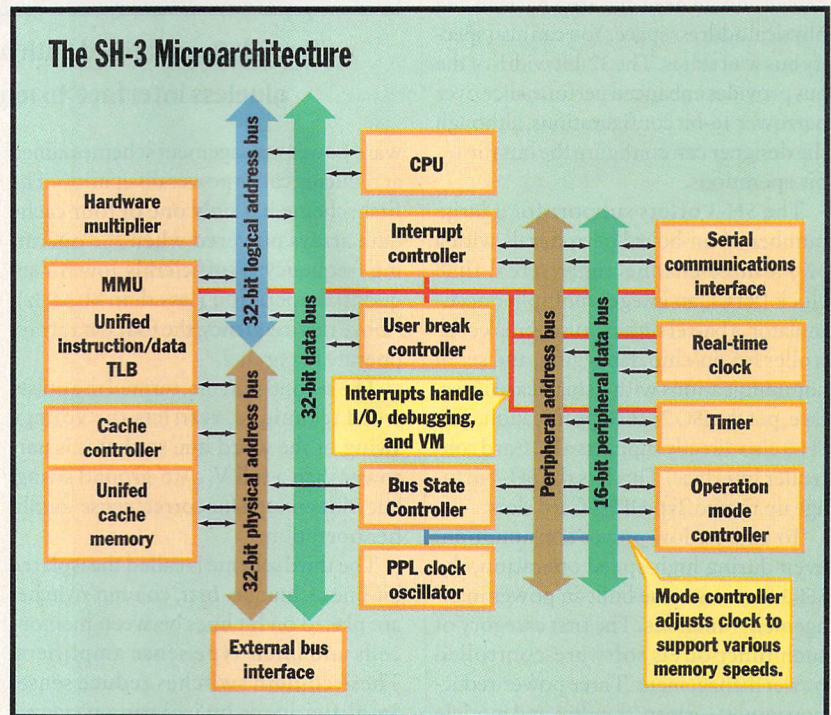 The SH-3 Microarchitecture
Hardware
multiplier
MMU
Unified
instruction/data
TLB
Cache
controller
Unifed
cache
memory
32-bit logical address bus
32-bit physical address bus
32-bit data bus
External bus
interface
CPU
Interrupt
controller
User break
controller
Interrupts handle
I/O, debugging,
and VM
Bus State
Controller
PPL clock
oscillator
Peripheral address bus
16-bit peripheral data bus
Serial
communications
interface
Real-time
clock
Timer
Operation
mode
controller
Mode controller
adjusts clock to
support various
memory speeds.